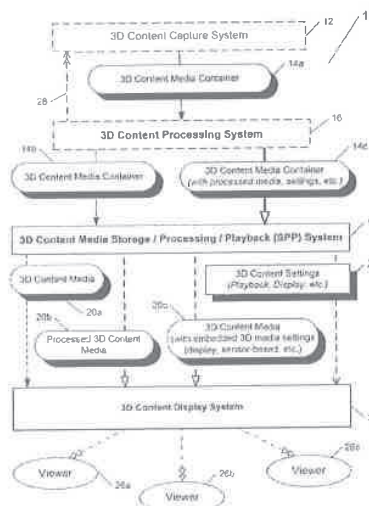 12
1
3D Content Capture System
3D Content Media Container
14a
28
3D Content Processing System
16
14b
3D Content Media Container
3D Content Media Container
(with processed media, settings, etc.)
3D Content Media Storage / Processing / Playback (SPP) System
3D Content Media
20a
3D Content Settings
(Playback, Display, etc.)
20b
20c
Processed 3D Content
Media
3D Content Media
(with embedded 3D media settings
(display, sensor-based, etc.)
3D Content Display System
Viewer
26a
Viewer
26b
Viewer